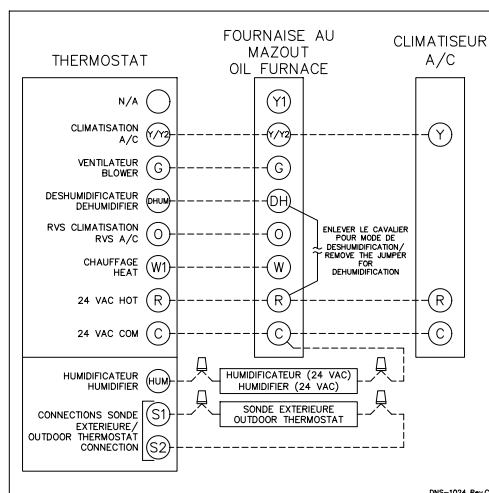 THERMOSTAT
FOURNAISE AU
MAZOUT
OIL FURNACE
CLIMATISEUR
A/C
N/A
Y1
CLIMATISATION
A/C
Y/Y2
Y/Y2
Y
VENTILATEUR
BLOWER
G
G
DESHUMIDIFICATEUR
DEHUMIDIFIER
DHUM
DH
RVS CLIMATISATION
RVS A/C
O
O
ENLEVER LE CAVALIER
POUR MODE DE
DESHUMIDIFICATION/
REMOVE THE JUMPER
FOR
DEHUMIDIFICATION
CHAUFFAGE
HEAT
W1
W
24 VAC HOT
R
R
R
24 VAC COM
C
C
C
HUMIDIFICATEUR
HUMIDIFIER
HUM
HUMIDIFICATEUR (24 VAC)
HUMIDIFIER (24 VAC)
CONNECTIONS SONDE
EXTERIEURE/
OUTDOOR THERMOSTAT
CONNECTION
S1
S2
SONDE EXTERIEURE
OUTDOOR THERMOSTAT
DNS-1024 Rev.C